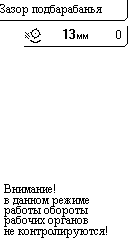 Зазор подбарабанья
13мм 0
Внимание!
в данном режиме
работы обороты
рабочих органов
не контролируются!